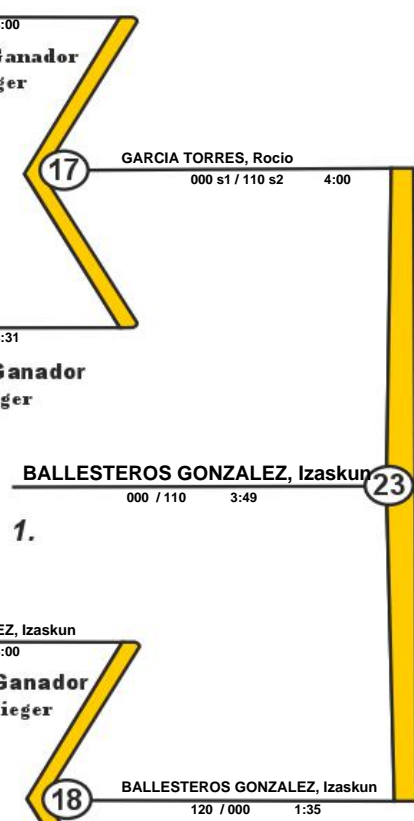 :00
Ganador
ger
17
GARCIA TORRES, Rocio
000 s1 / 110 s2 4:00
:31
Ganador
ger
BALLESTEROS GONZALEZ, Izaskun
23
000 / 110 3:49
1.
EZ, Izaskun
:00
Ganador
ieger
BALLESTEROS GONZALEZ, Izaskun
18
120 / 000 1:35